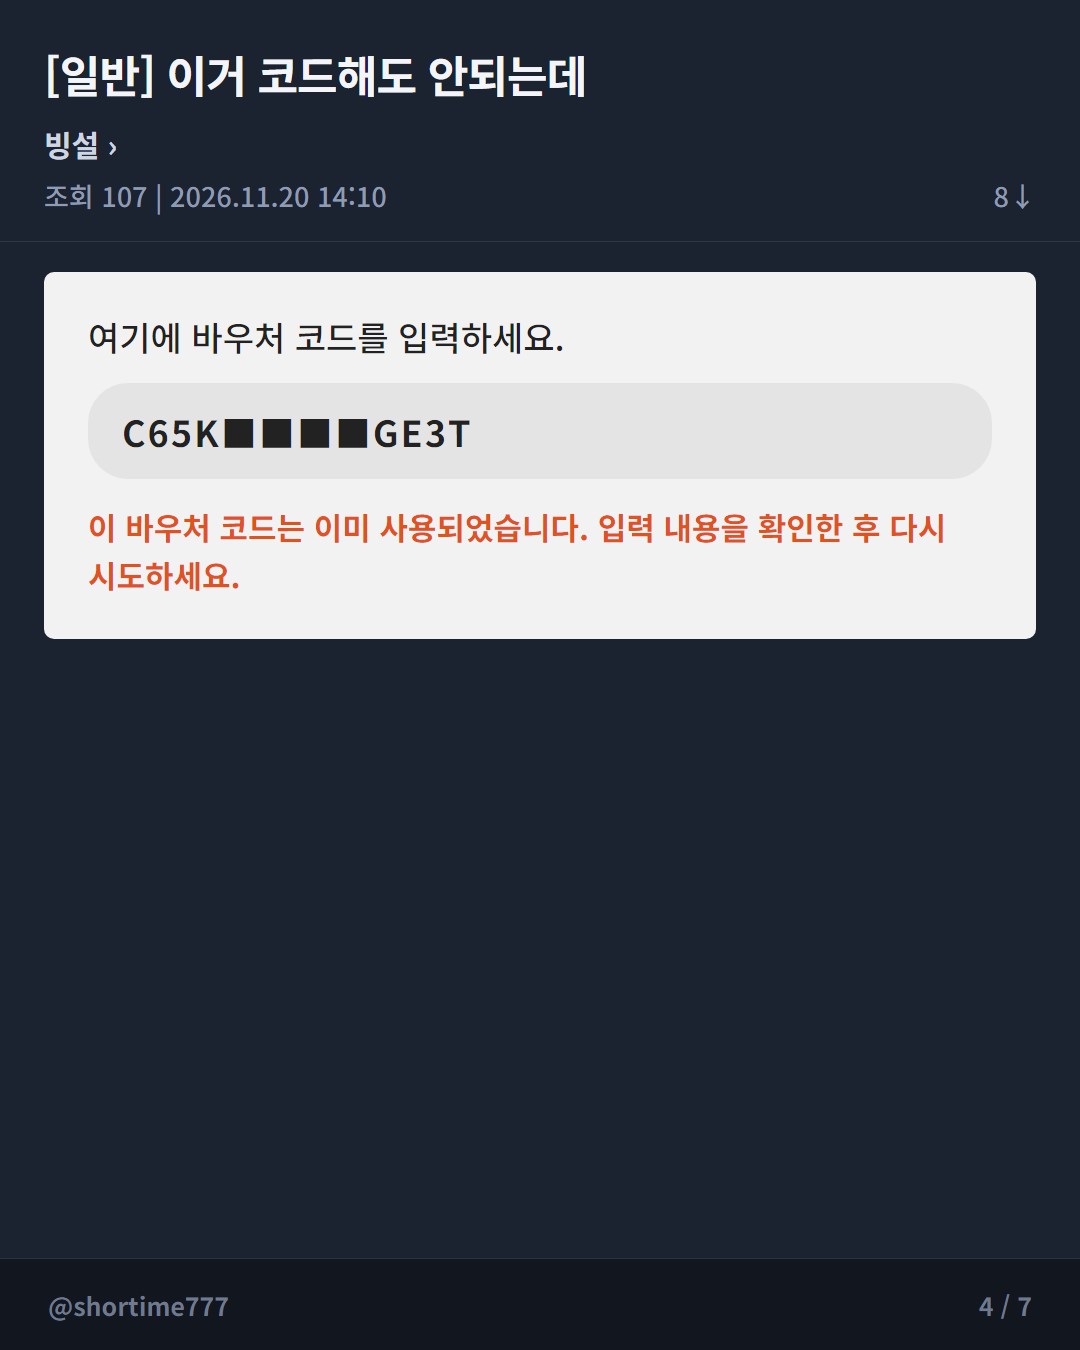 [일반] 이거 코드해도 안되는데
빙설 ›
조회 107 | 2026.11.20 14:10
8↓
여기에 바우처 코드를 입력하세요.
C65K■■■■GE3T
이 바우처 코드는 이미 사용되었습니다. 입력 내용을 확인한 후 다시
시도하세요.
@shortime777
4 / 7